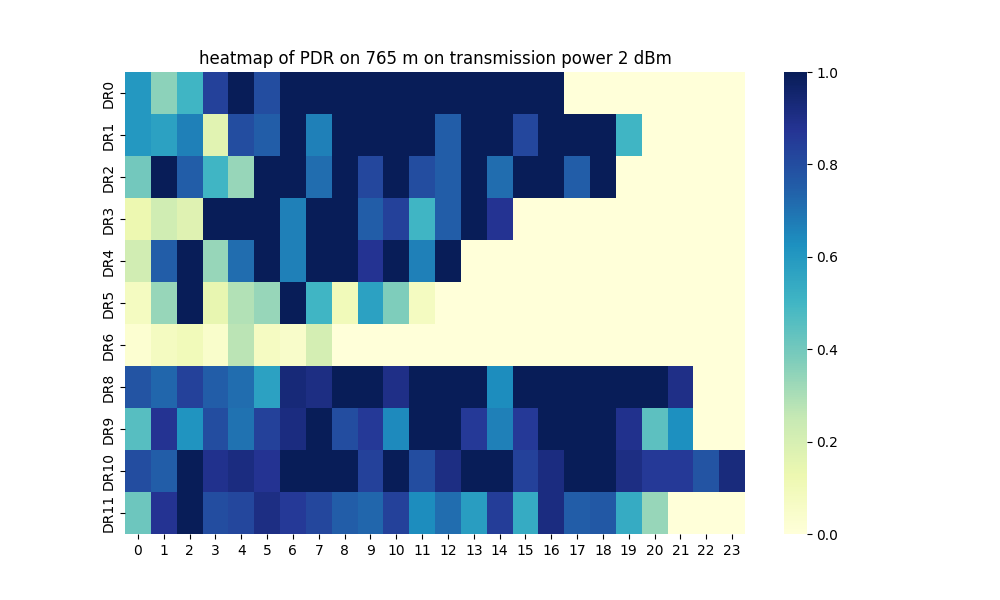 heatmap of PDR on 765 m on transmission power 2 dBm
DR0
DR1
DR2
DR3
DR4
DR5
DR6
DR8
DR9
DR10
DR11
0 1 2 3 4 5 6 7 8 9 10 11 12 13 14 15 16 17 18 19 20 21 22 23
1.0
0.8
0.6
0.4
0.2
0.0